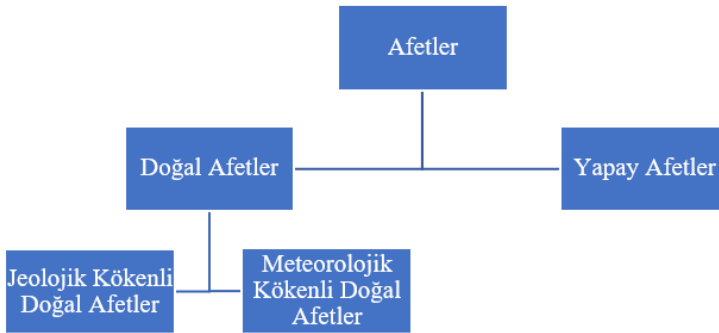 Afetler
Doğal Afetler
Yapay Afetler
Jeolojik Kökenli
Doğal Afetler
Meteorolojik
Kökenli Doğal
Afetler